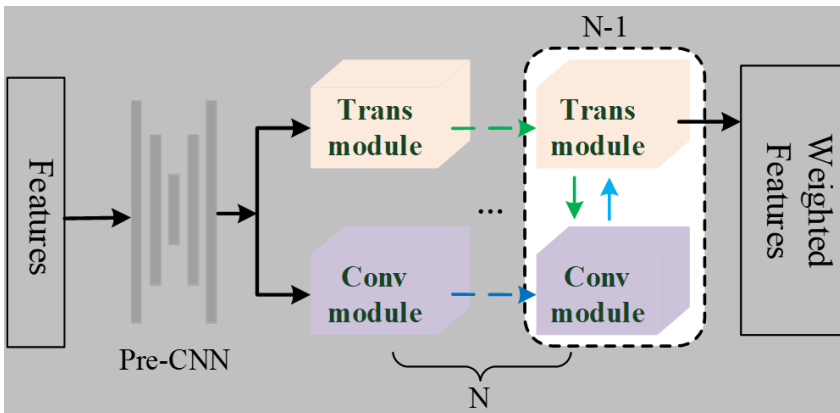 Features
Pre-CNN
Trans
module
Conv
module
...
N
N-1
Trans
module
Conv
module
Weighted
Features